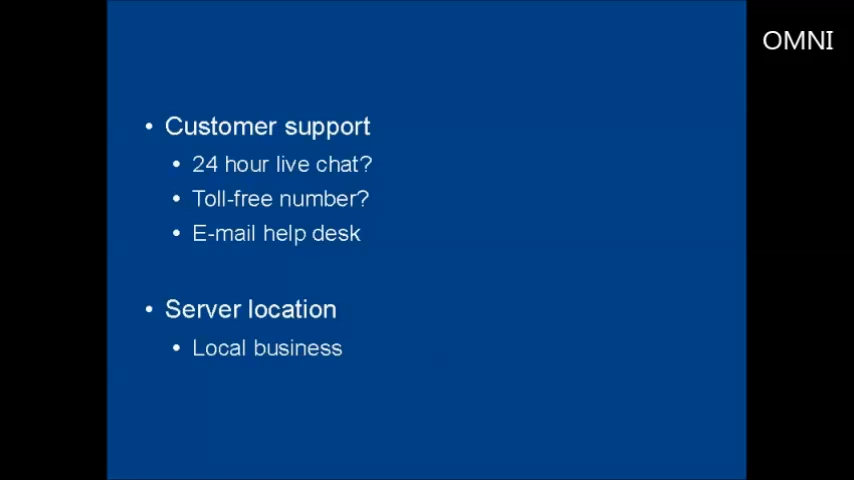 OMNI
• Customer support
• 24 hour live chat?
• Toll-free number?
• E-mail help desk
• Server location
• Local business